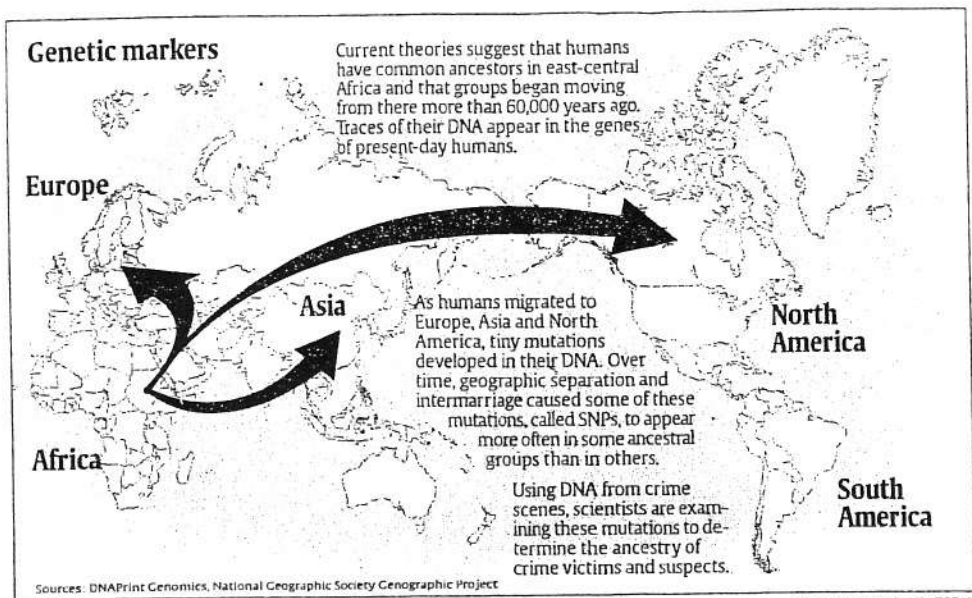 Genetic markers
Current theories suggest that humans
have common ancestors in east-central
Africa and that groups began moving
from there more than 60,000 years ago.
Traces of their DNA appear in the genes
of present-day humans.
Europe
Asia
As humans migrated to
Europe, Asia and North
America, tiny mutations
developed in their DNA. Over
time, geographic separation and
intermarriage caused some of these
mutations, called SNPs, to appear
more often in some ancestral
groups than in others.
North
America
Africa
Using DNA from crime
scenes, scientists are exam-
ining these mutations to de-
termine the ancestry of
crime victims and suspects.
South
America
Sources: DNAPrint Genomics, National Geographic Society Genographic Project